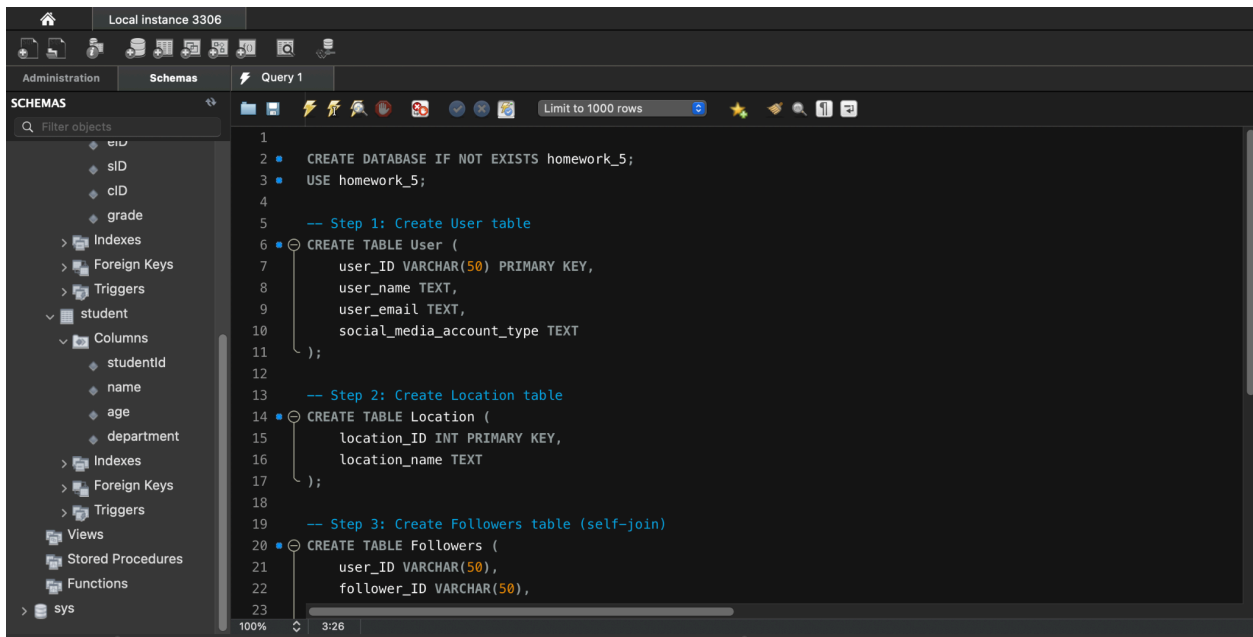 Local instance 3306
Administration
Schemas
Query 1
SCHEMAS
Filter objects
Limit to 1000 rows
eID
sID
cID
grade
Indexes
Foreign Keys
Triggers
student
Columns
studentId
name
age
department
Indexes
Foreign Keys
Triggers
Views
Stored Procedures
Functions
sys
1
2 CREATE DATABASE IF NOT EXISTS homework_5;
3 USE homework_5;
4
5 -- Step 1: Create User table
6 CREATE TABLE User (
7 user_ID VARCHAR(50) PRIMARY KEY,
8 user_name TEXT,
9 user_email TEXT,
10 social_media_account_type TEXT
11 );
12
13 -- Step 2: Create Location table
14 CREATE TABLE Location (
15 location_ID INT PRIMARY KEY,
16 location_name TEXT
17 );
18
19 -- Step 3: Create Followers table (self-join)
20 CREATE TABLE Followers (
21 user_ID VARCHAR(50),
22 follower_ID VARCHAR(50),
23
100% 3:26